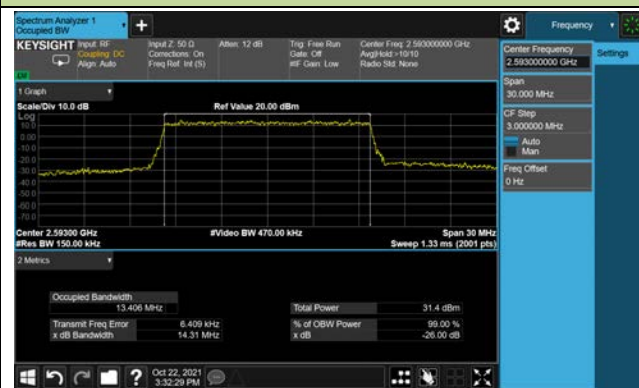 Spectrum Analyzer 1
Occupied BW
+
Frequency
KEYSIGHT
Input: RF
Coupling: DC
Align: Auto
Input Z: 50 Ω
Corrections: On
Freq Ref: Int (S)
Atten: 12 dB
Trig: Free Run
Gate: Off
#IF Gain: Low
Center Freq: 2.593000000 GHz
Avg|Hold:>10/10
Radio Std: None
Center Frequency
2.593000000 GHz
Settings
Span
30.000 MHz
CF Step
3.000000 MHz
Auto
Man
Freq Offset
0 Hz
1 Graph
Scale/Div 10.0 dB
Ref Value 20.00 dBm
Log
10.0
0.00
-10.0
-20.0
-30.0
-40.0
-50.0
-60.0
-70.0
Center 2.59300 GHz
#Video BW 470.00 kHz
Span 30 MHz
#Res BW 150.00 kHz
Sweep 1.33 ms (2001 pts)
2 Metrics
Occupied Bandwidth
13.406 MHz
Total Power
31.4 dBm
Transmit Freq Error
6.409 kHz
% of OBW Power
99.00 %
x dB Bandwidth
14.31 MHz
x dB
-26.00 dB
?
Oct 22, 2021
3:32:29 PM